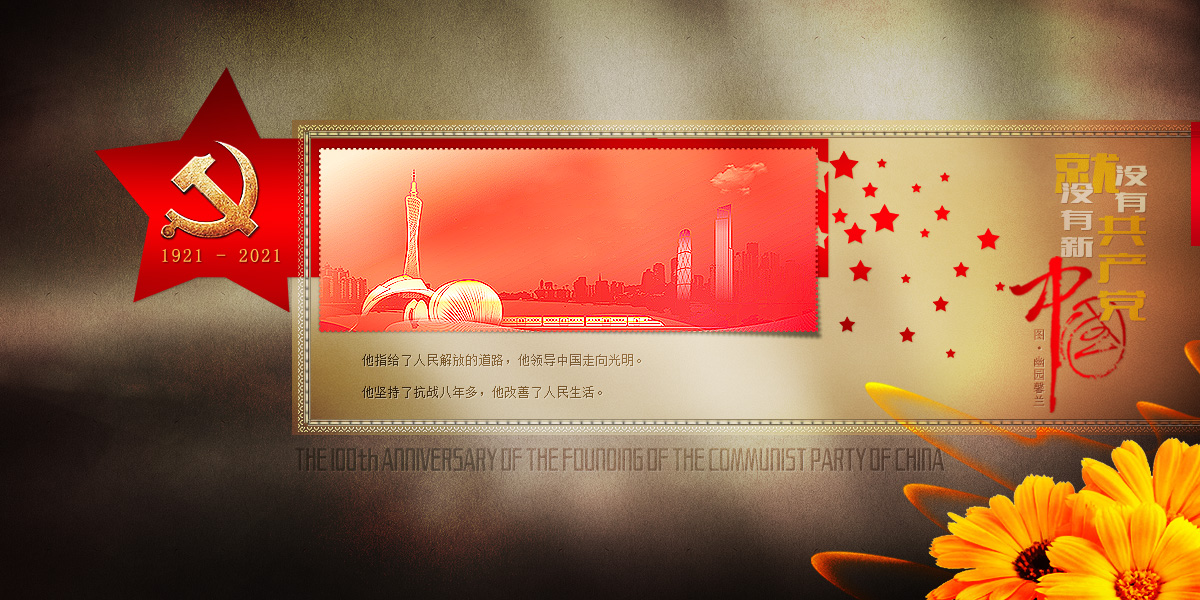 1921 - 2021
他指给了人民解放的道路，他领导中国走向光明。
他坚持了抗战八年多，他改善了人民生活。
没有共产党
就没有新
中国
图·幽园馨兰
THE 100th ANNIVERSARY OF THE FOUNDING OF THE COMMUNIST PARTY OF CHINA